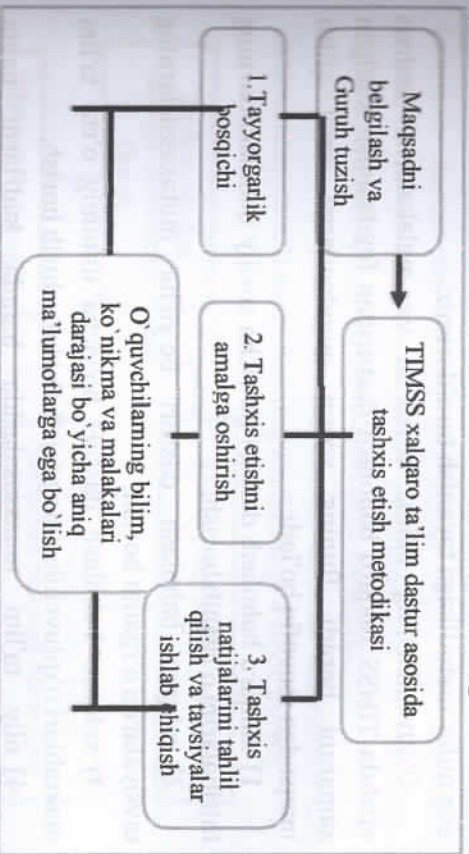 Maqsadni
belgilash va
Guruh tuzish
TIMSS xalqaro ta'lim dastur asosida
tashxis etish metodikasi
1.Tayyorgarlik
bosqichi
2. Tashxis etishni
amalga oshirish
3. Tashxis
natijalanini tahlil
qilish va tavsiyalar
ishlab chiqish
O`quvchilarning bilim,
ko`nikma va malakalari
darajasi bo`yicha aniq
ma'lumotlarga ega bo`lish